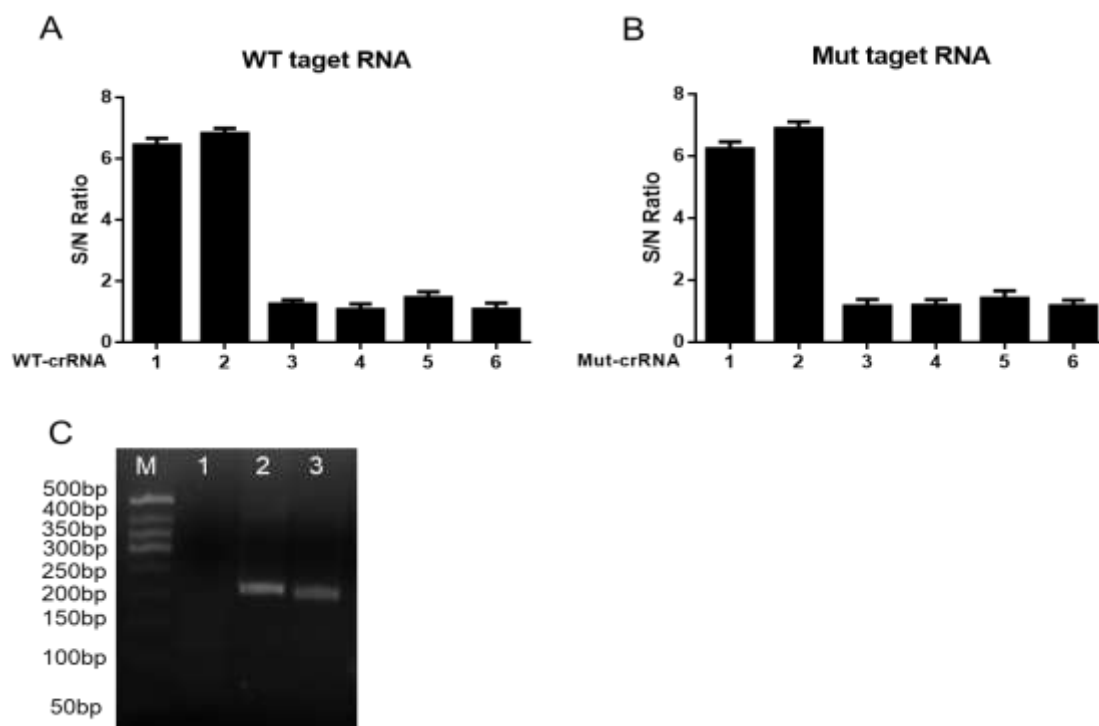 A
WT taget RNA
S/N Ratio
8
6
4
2
0
WT-crRNA 1 2 3 4 5 6
B
Mut taget RNA
S/N Ratio
8
6
4
2
0
Mut-crRNA 1 2 3 4 5 6
C
M 1 2 3
500bp
400bp
350bp
300bp
250bp
200bp
150bp
100bp
50bp